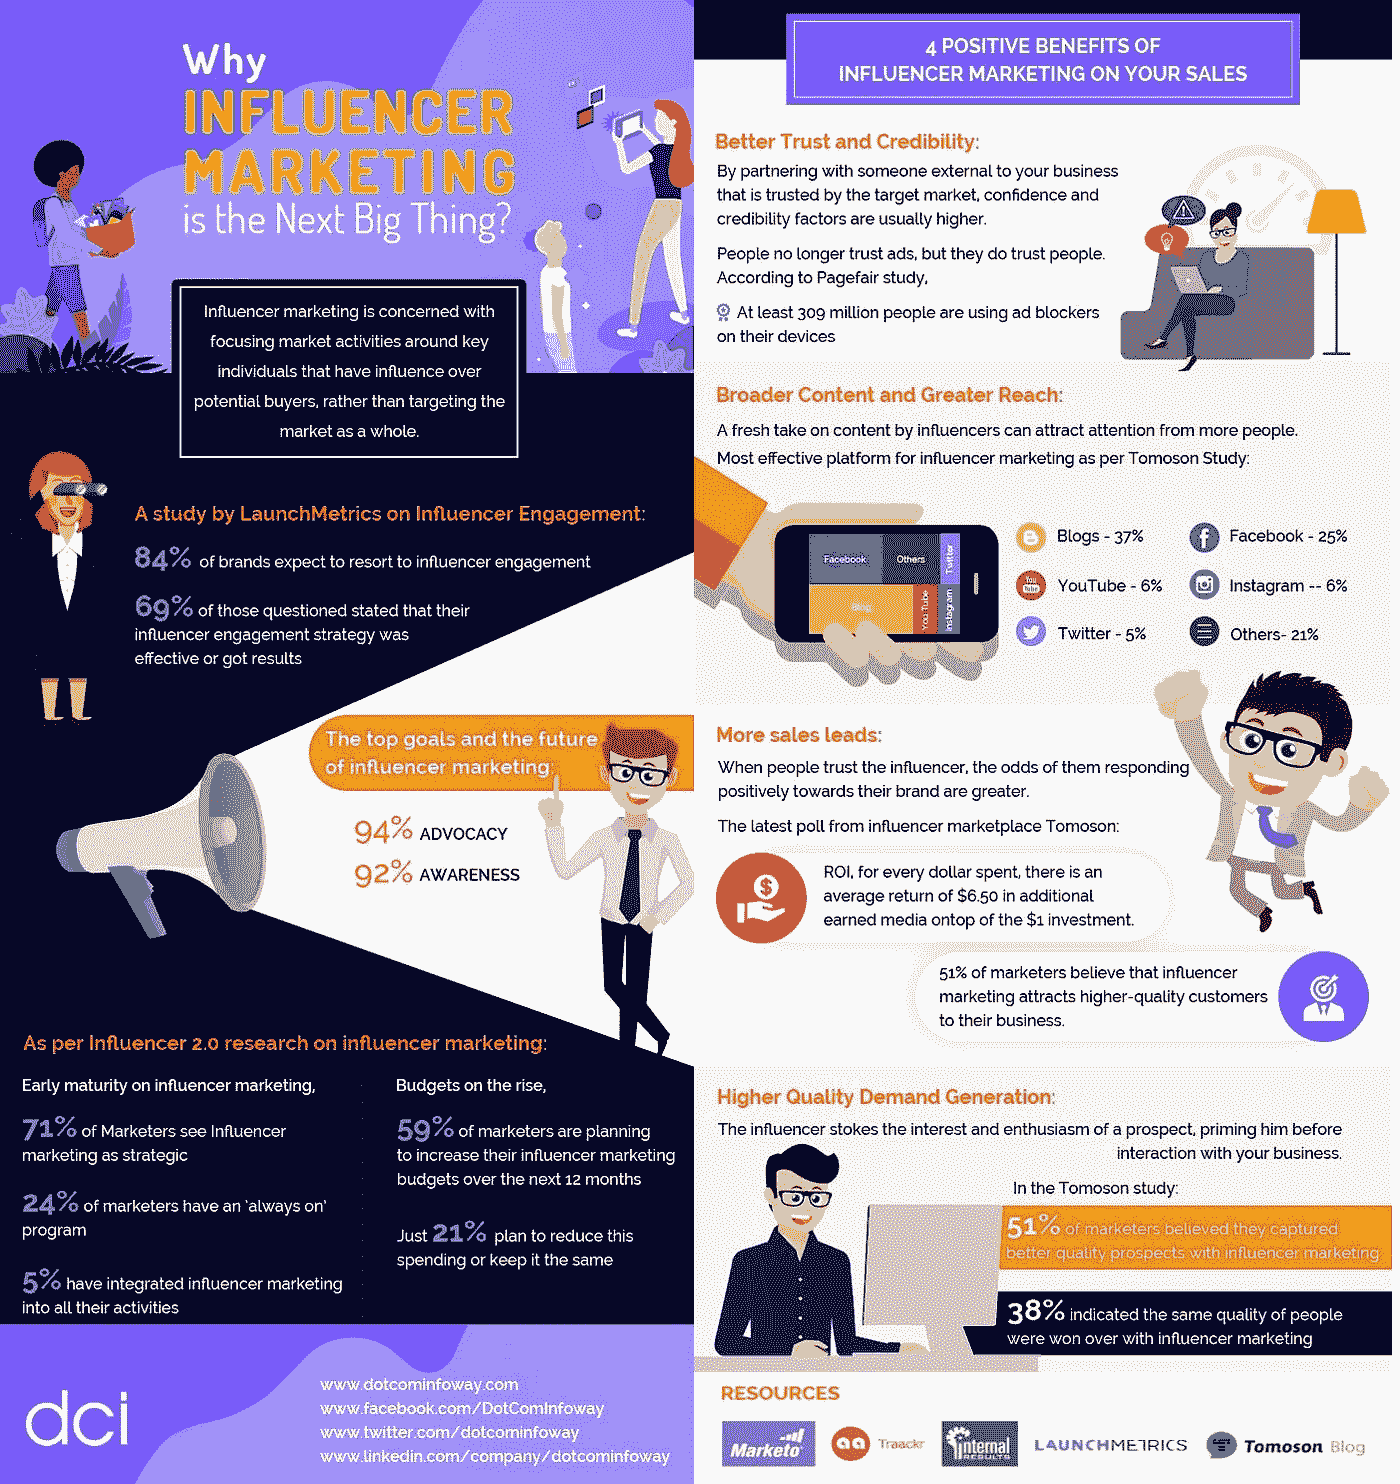 Why
INFLUENCER
MARKETING
is the Next Big Thing?
Influencer marketing is concerned with
focusing market activities around key
individuals that have influence over
potential buyers, rather than targeting the
market as a whole.
A study by LaunchMetrics on Influencer Engagement:
84% of brands expect to resort to influencer engagement
69% of those questioned stated that their
influencer engagement strategy was
effective or got results
The top goals and the future
of influencer marketing
94% ADVOCACY
92% AWARENESS
As per Influencer 2.0 research on influencer marketing:
Early maturity on influencer marketing,
71% of Marketers see Influencer
marketing as strategic
24% of marketers have an 'always on'
program
5% have integrated influencer marketing
into all their activities
Budgets on the rise,
59% of marketers are planning
to increase their influencer marketing
budgets over the next 12 months
Just 21% plan to reduce this
spending or keep it the same
dci
www.dotcominfoway.com
www.facebook.com/DotComInfoway
www.twitter.com/dotcominfoway
www.linkedin.com/company/dotcominfoway
4 POSITIVE BENEFITS OF
INFLUENCER MARKETING ON YOUR SALES
Better Trust and Credibility:
By partnering with someone external to your business
that is trusted by the target market, confidence and
credibility factors are usually higher.
People no longer trust ads, but they do trust people.
According to Pagefair study,
At least 309 million people are using ad blockers
on their devices
Broader Content and Greater Reach:
A fresh take on content by influencers can attract attention from more people.
Most effective platform for influencer marketing as per Tomoson Study:
Facebook
Others
Twitter
Blog
YouTube
Instagram
Blogs - 37%
Facebook - 25%
You Tube
YouTube - 6%
Instagram -- 6%
Twitter - 5%
Others- 21%
More sales leads:
When people trust the influencer, the odds of them responding
positively towards their brand are greater.
The latest poll from influencer marketplace Tomoson:
ROI, for every dollar spent, there is an
average return of $6.50 in additional
earned media ontop of the $1 investment.
51% of marketers believe that influencer
marketing attracts higher-quality customers
to their business.
Higher Quality Demand Generation:
The influencer stokes the interest and enthusiasm of a prospect, priming him before
interaction with your business.
In the Tomoson study:
51% of marketers believed they captured
better quality prospects with influencer marketing
38% indicated the same quality of people
were won over with influencer marketing
RESOURCES
Marketo
Traackr
internal
RESULTS
LAUNCHMETRICS
Tomoson Blog